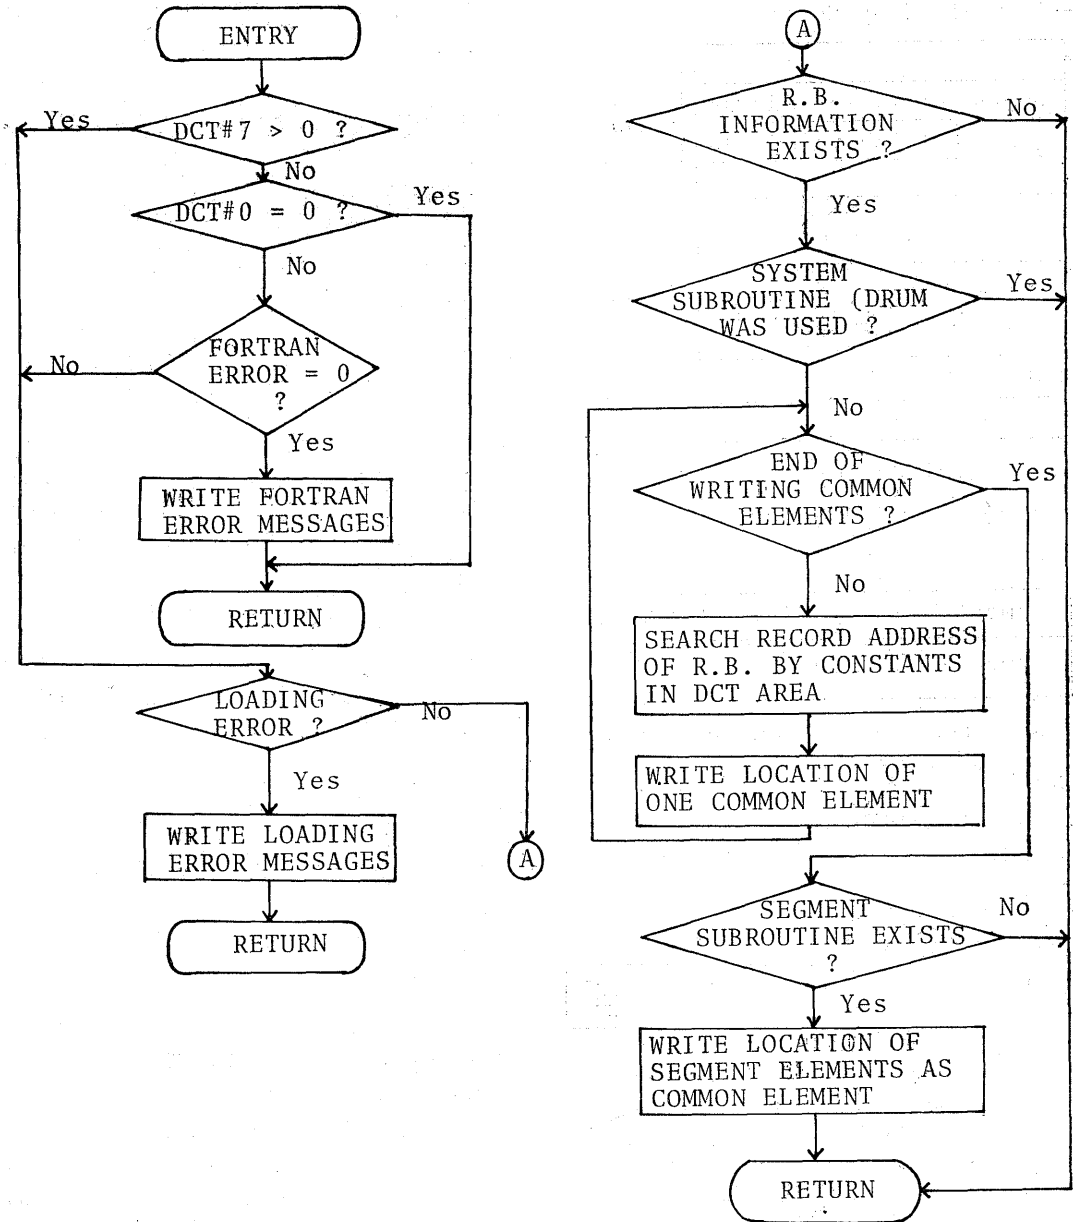 ENTRY
DCT#7 > 0 ?
Yes
No
DCT#0 = 0 ?
Yes
No
FORTRAN
ERROR = 0
?
No
Yes
WRITE FORTRAN
ERROR MESSAGES
RETURN
LOADING
ERROR ?
No
Yes
WRITE LOADING
ERROR MESSAGES
A
RETURN
A
R.B.
INFORMATION
EXISTS ?
No
Yes
SYSTEM
SUBROUTINE (DRUM
WAS USED ?
Yes
No
END OF
WRITING COMMON
ELEMENTS ?
Yes
No
SEARCH RECORD ADDRESS
OF R.B. BY CONSTANTS
IN DCT AREA
WRITE LOCATION OF
ONE COMMON ELEMENT
SEGMENT
SUBROUTINE EXISTS
?
No
Yes
WRITE LOCATION OF
SEGMENT ELEMENTS AS
COMMON ELEMENT
RETURN